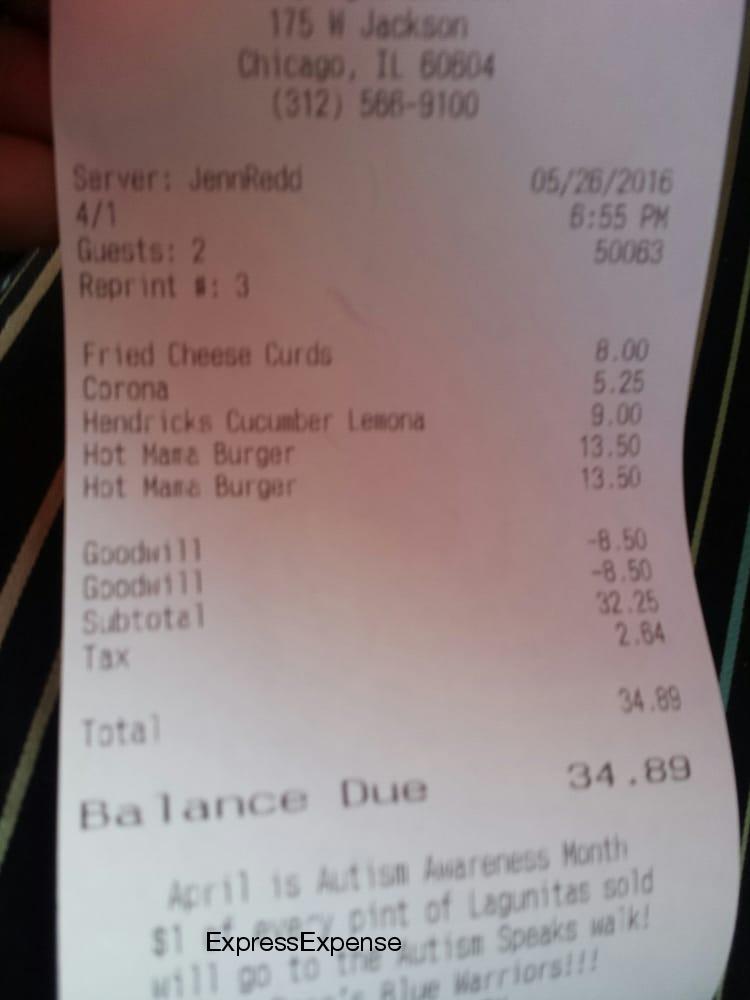 175 W Jackson
Chicago, IL 60604
(312) 566-9100
Server: JennRedd 05/26/2016
4/1 6:55 PM
Guests: 2 50063
Reprint #: 3
Fried Cheese Curds 8.00
Corona 5.25
Hendricks Cucumber Lemona 9.00
Hot Mama Burger 13.50
Hot Mama Burger 13.50
Goodwill -8.50
Goodwill -8.50
Subtotal 32.25
Tax 2.64
Total 34.89
Balance Due 34.89
April is Autism Awareness Month
$1 of every pint of Lagunitas sold
will go to the Autism Speaks walk!
Blue Warriors!!!
ExpressExpense